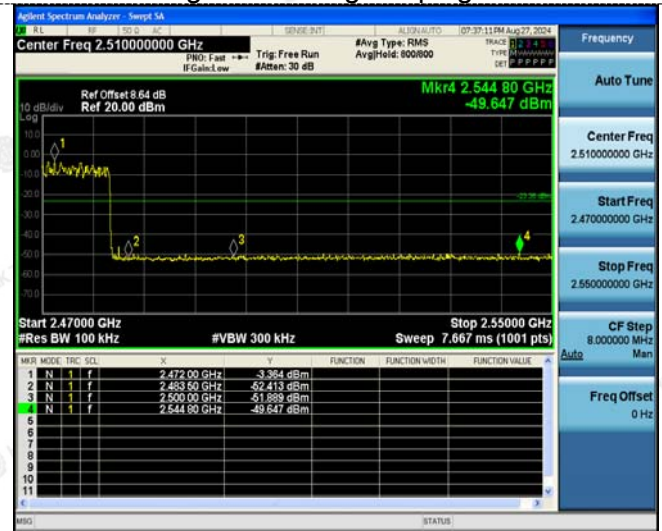 Agilent Spectrum Analyzer - Swept SA
RL RF 50 Ω AC SENSE:INT ALIGNAUTO 07:37:11 PM Aug 27, 2024
Center Freq 2.510000000 GHz #Avg Type: RMS TRACE 1 2 3 4 5 6
PNO: Fast Trig: Free Run Avg|Hold: 800/800 TYPE
IFGain:Low #Atten: 30 dB DET P P P P P P
Mkr4 2.544 80 GHz
-49.647 dBm
Ref Offset 8.64 dB
10 dB/div Ref 20.00 dBm
Log
10.0
0.00
-10.0
-20.0
-30.0
-40.0
-50.0
-60.0
-70.0
1
2
3
4
Start 2.47000 GHz Stop 2.55000 GHz
#Res BW 100 kHz #VBW 300 kHz Sweep 7.667 ms (1001 pts)
MKR MODE TRC SCL X Y FUNCTION FUNCTION WIDTH FUNCTION VALUE
1 N 1 f 2.472 00 GHz -3.364 dBm
2 N 1 f 2.483 50 GHz -52.413 dBm
3 N 1 f 2.500 00 GHz -51.889 dBm
4 N 1 f 2.544 80 GHz -49.647 dBm
5
6
7
8
9
10
11
MSG STATUS
Frequency
Auto Tune
Center Freq
2.510000000 GHz
Start Freq
2.470000000 GHz
Stop Freq
2.550000000 GHz
CF Step
8.000000 MHz
Auto Man
Freq Offset
0 Hz